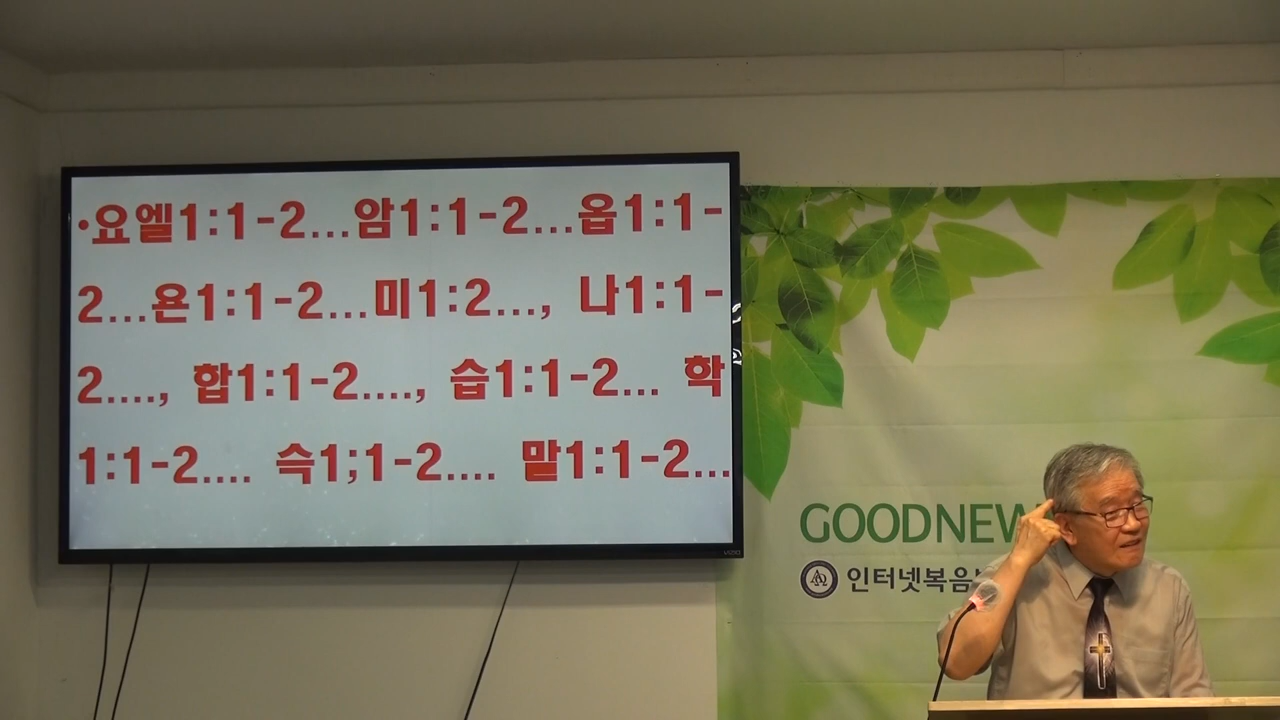 •요엘1:1-2...암1:1-2...옵1:1-
2...욘1:1-2...미1:2..., 나1:1-
2...., 합1:1-2...., 습1:1-2... 학
1:1-2.... 슥1;1-2.... 말1:1-2...
VIZIO
GOODNEW
ΑΩ 인터넷복음